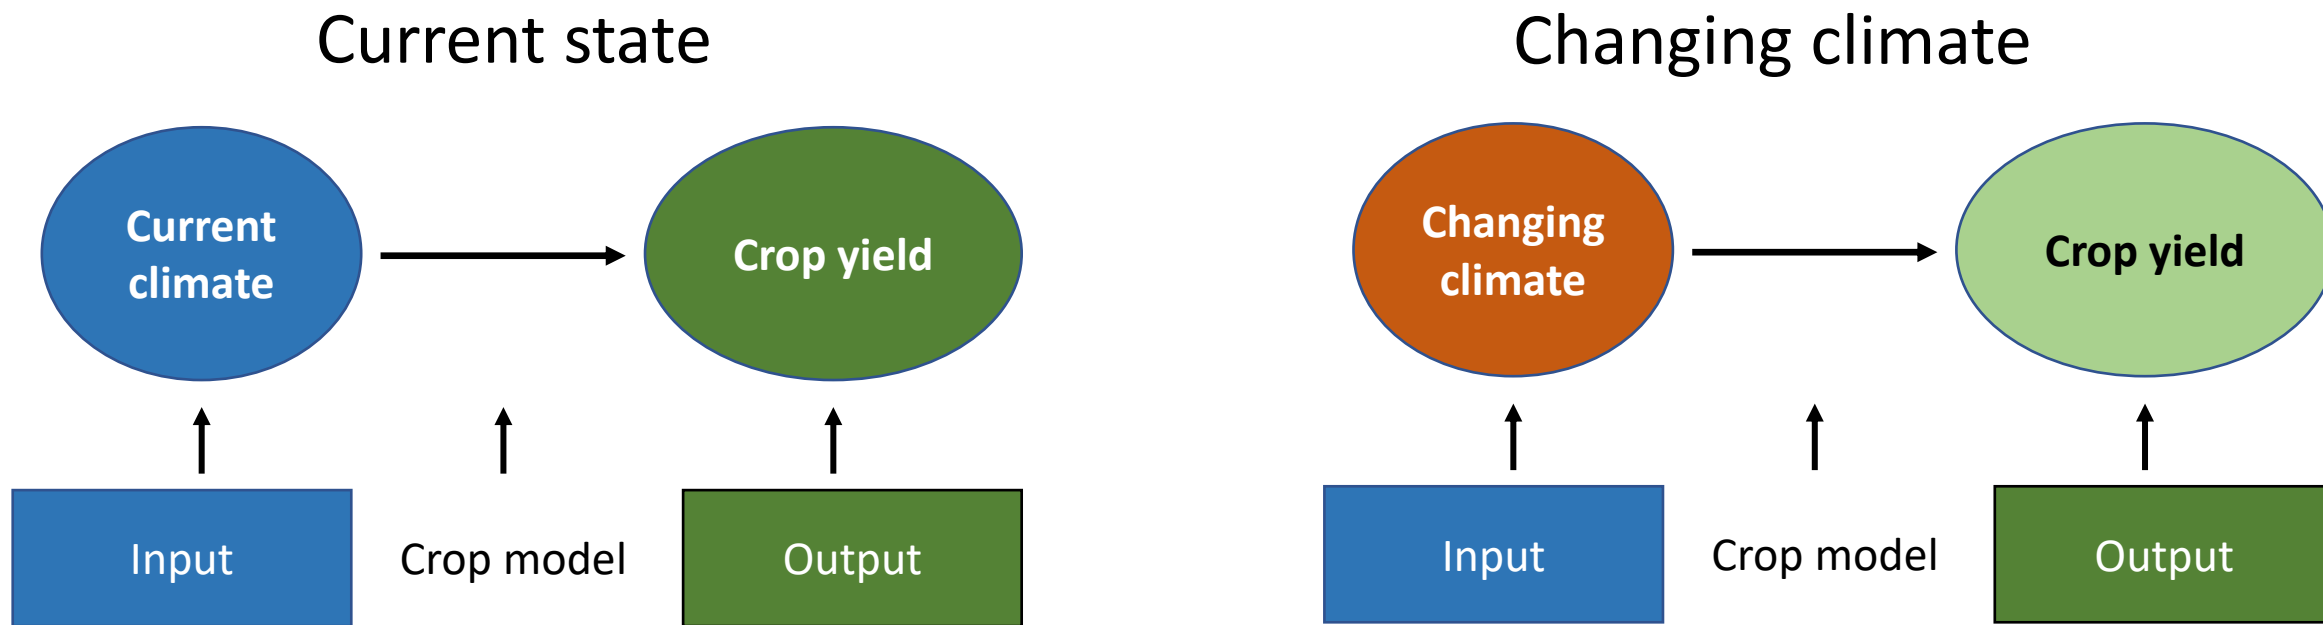 Current state
Current
climate
Crop yield
Input
Crop model
Output
Changing climate
Changing
climate
Crop yield
Input
Crop model
Output